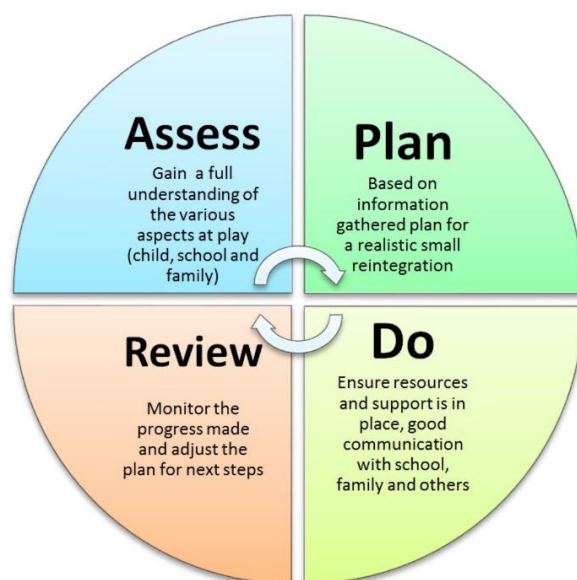 Assess
Gain  a full
understanding of
the various
aspects at play
(child, school and
family)
Plan
Based on
information
gathered plan for
a realistic small
reintegration
Review
Monitor the
progress made
and adjust the
plan for next steps
Do
Ensure resources
and support is in
place, good
communication
with school,
family and others